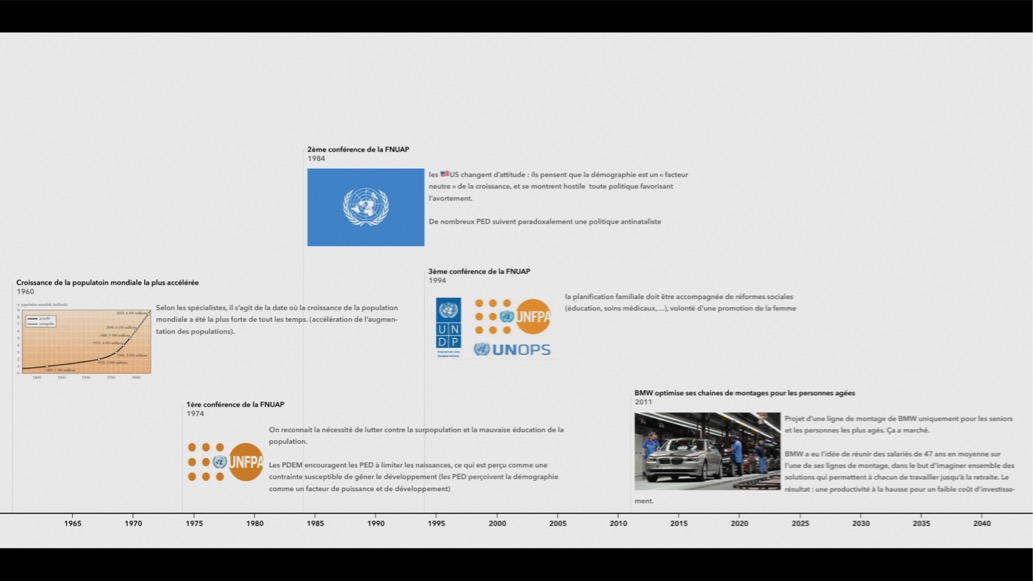 2ème conférence de la FNUAP
1984
les US changent d'attitude : ils pensent que la démographie est un « facteur
neutre » de la croissance, et se montrent hostile  toute politique favorisant
l'avortement.
De nombreux PED suivent paradoxalement une politique antinataliste
3ème conférence de la FNUAP
1994
U N
D P
UNFPA
UNOPS
la planification familiale doit être accompagnée de réformes sociales
(éducation, soins médicaux,...), volonté d'une promotion de la femme
Croissance de la populatoin mondiale la plus accélérée
1960
Selon les spécialistes, il s'agit de la date où la croissance de la population
mondiale a été la plus forte de tout les temps. (accélération de l'augmen-
tation des populations).
1ère conférence de la FNUAP
1974
UNFPA
On reconnait la nécessité de lutter contre la surpopulation et la mauvaise éducation de la
population.
Les PDEM encouragent les PED à limiter les naissances, ce qui est perçu comme une
contrainte susceptible de gêner le développement (les PED perçoivent la démographie
comme un facteur de puissance et de développement)
BMW optimise ses chaines de montages pour les personnes agées
2011
Projet d'une ligne de montage de BMW uniquement pour les seniors
et les personnes les plus agés. Ça a marché.
BMW a eu l'idée de réunir des salariés de 47 ans en moyenne sur
l'une de ses lignes de montage, dans le but d'imaginer ensemble des
solutions qui permettent à chacun de travailler jusqu'à la retraite. Le
résultat : une productivité à la hausse pour un faible coût d'investisse-
ment.
1965 1970 1975 1980 1985 1990 1995 2000 2005 2010 2015 2020 2025 2030 2035 2040